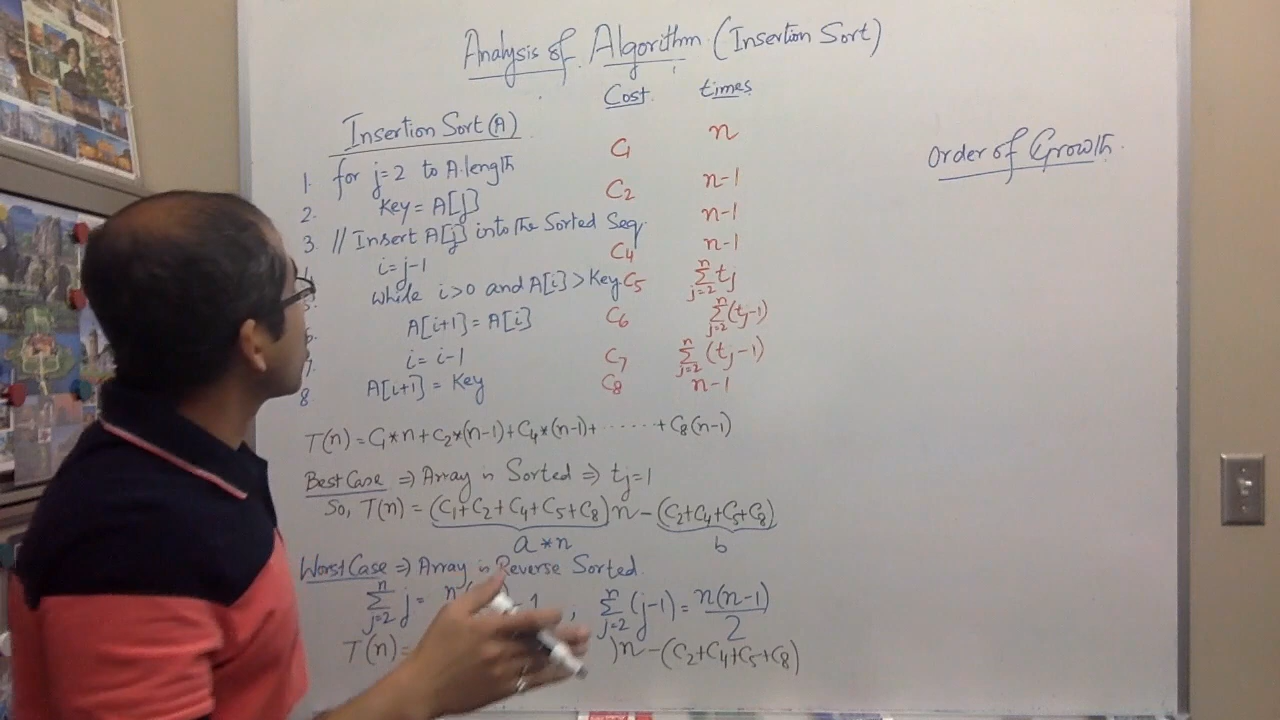 Analysis of Algorithm (Insertion Sort)
Cost times
Insertion Sort(A)
1. for j=2 to A.length C1 n
2. Key = A[j] C2 n-1
3. // Insert A[j] into the Sorted Seq. n-1
i=j-1 C4 n-1
while i>0 and A[i]>Key C5 n∑j=2 tj
A[i+1] = A[i] C6 n∑j=2 (tj-1)
7. i = i-1 C7 n∑j=2 (tj-1)
8 A[i+1] = Key C8 n-1
T(n) = C1*n + C2*(n-1) + C4*(n-1) + ...... + C8(n-1)
Best Case ⇒ Array is Sorted ⇒ tj=1
So, T(n) = (C1+C2+C4+C5+C8)n - (C2+C4+C5+C8)
a*n b
Worst Case ⇒ Array is Reverse Sorted.
n∑j=2 j = n -1 ; n∑j=2 (j-1) = n(n-1)/2
T(n) = )n - (C2+C4+C5+C8)
Order of Growth